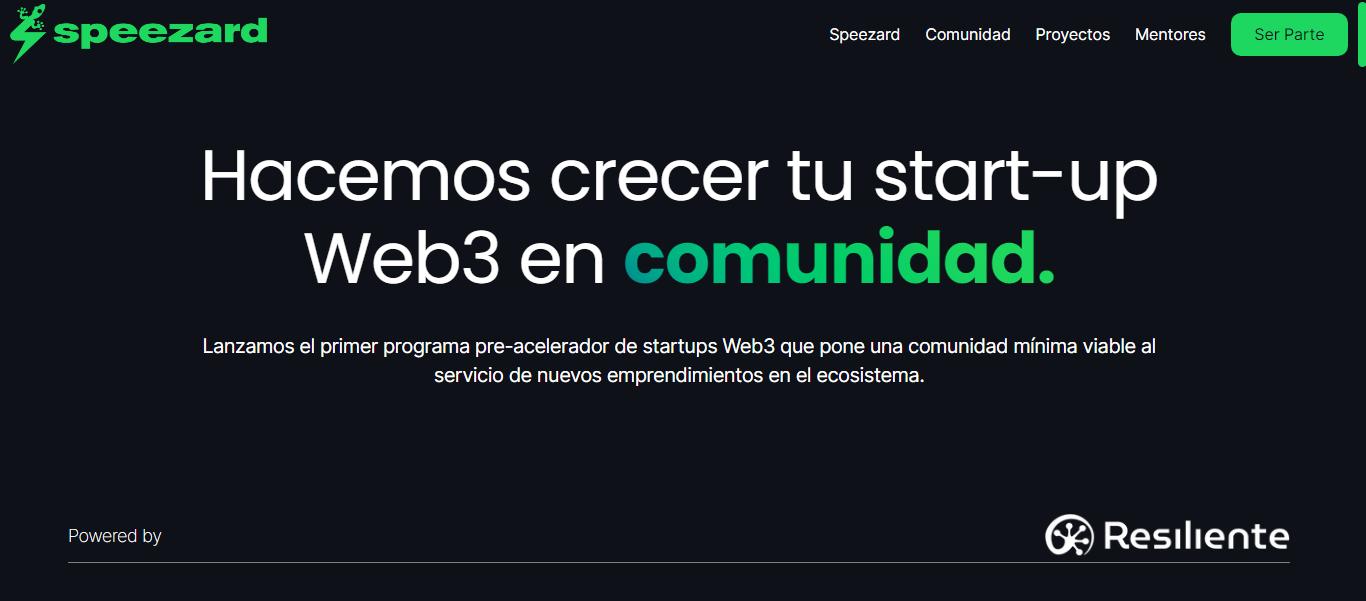 speezard
Speezard
Comunidad
Proyectos
Mentores
Ser Parte
Hacemos crecer tu start-up
Web3 en comunidad.
Lanzamos el primer programa pre-acelerador de startups Web3 que pone una comunidad mínima viable al
servicio de nuevos emprendimientos en el ecosistema.
Powered by
Resiliente